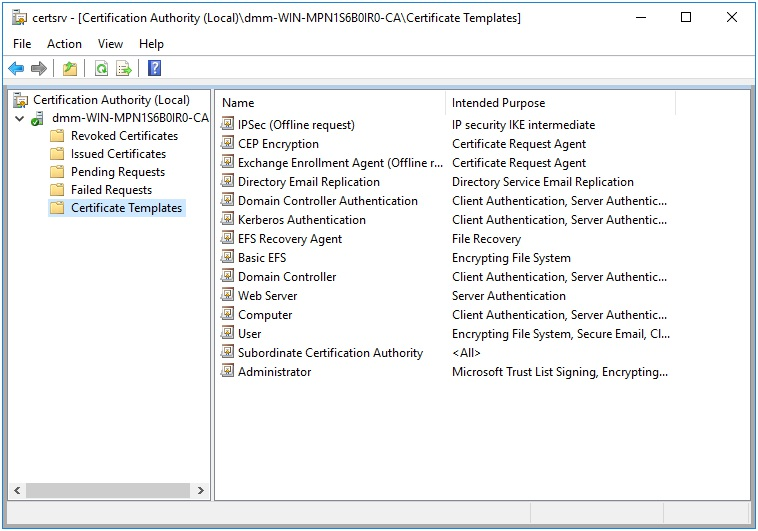 certsrv - [Certification Authority (Local)\dmm-WIN-MPN1S6B0IR0-CA\Certificate Templates]
File Action View Help
Certification Authority (Local)
dmm-WIN-MPN1S6B0IR0-CA
Revoked Certificates
Issued Certificates
Pending Requests
Failed Requests
Certificate Templates
Name Intended Purpose
IPSec (Offline request) IP security IKE intermediate
CEP Encryption Certificate Request Agent
Exchange Enrollment Agent (Offline r... Certificate Request Agent
Directory Email Replication Directory Service Email Replication
Domain Controller Authentication Client Authentication, Server Authentic...
Kerberos Authentication Client Authentication, Server Authentic...
EFS Recovery Agent File Recovery
Basic EFS Encrypting File System
Domain Controller Client Authentication, Server Authentic...
Web Server Server Authentication
Computer Client Authentication, Server Authentic...
User Encrypting File System, Secure Email, Cl...
Subordinate Certification Authority <All>
Administrator Microsoft Trust List Signing, Encrypting...